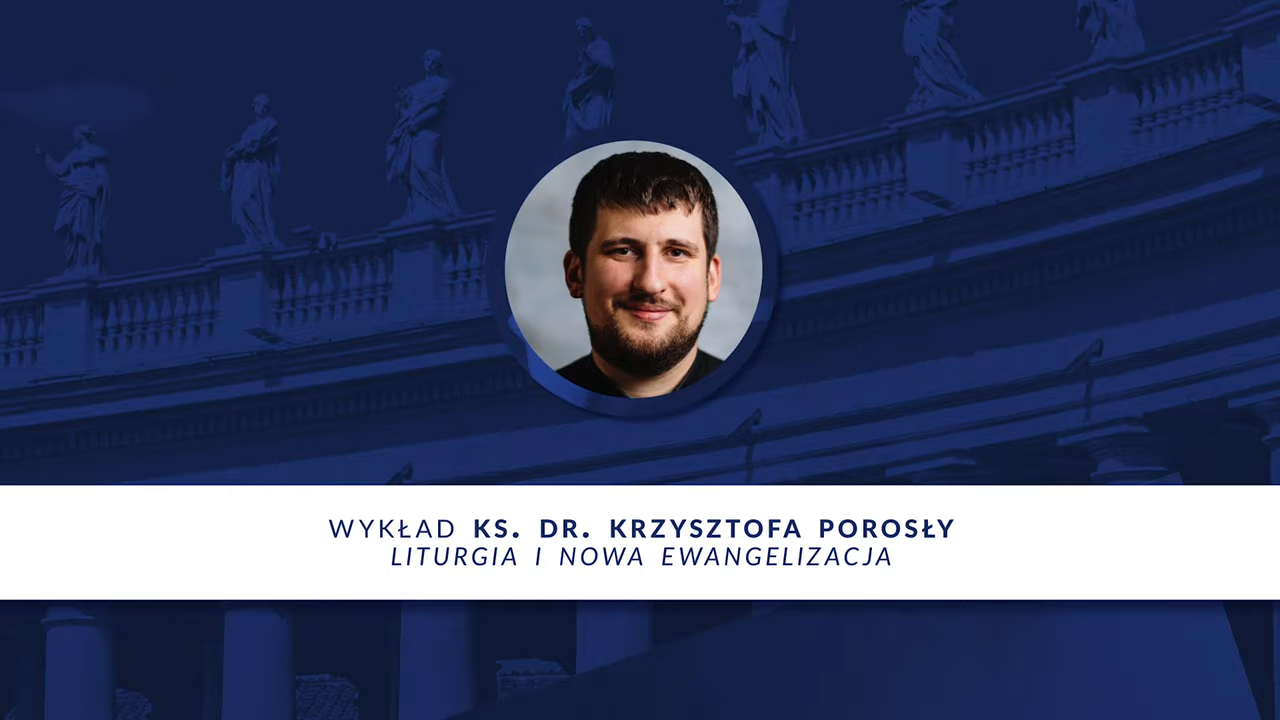 WYKŁAD KS. DR. KRZYSZTOFA POROSŁY
LITURGIA I NOWA EWANGELIZACJA